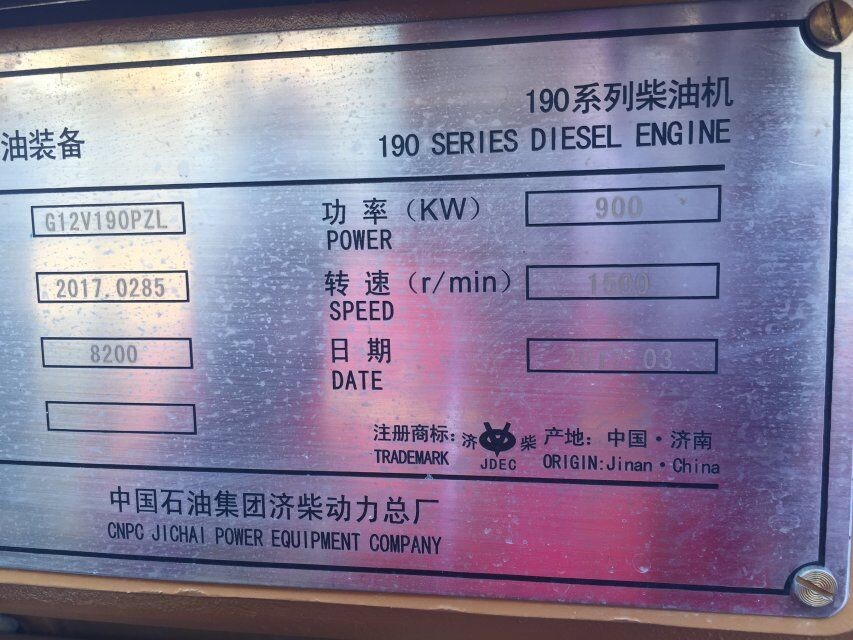 190系列柴油机
油装备
190 SERIES DIESEL ENGINE
G12V190PZL
功 率 (KW) 900
POWER
2017.0285
转 速 (r/min) 1500
SPEED
8200
日 期 2017.03
DATE
注册商标: 济 柴 产地: 中国·济南
TRADEMARK JDEC ORIGIN:Jinan·China
中国石油集团济柴动力总厂
CNPC JICHAI POWER EQUIPMENT COMPANY